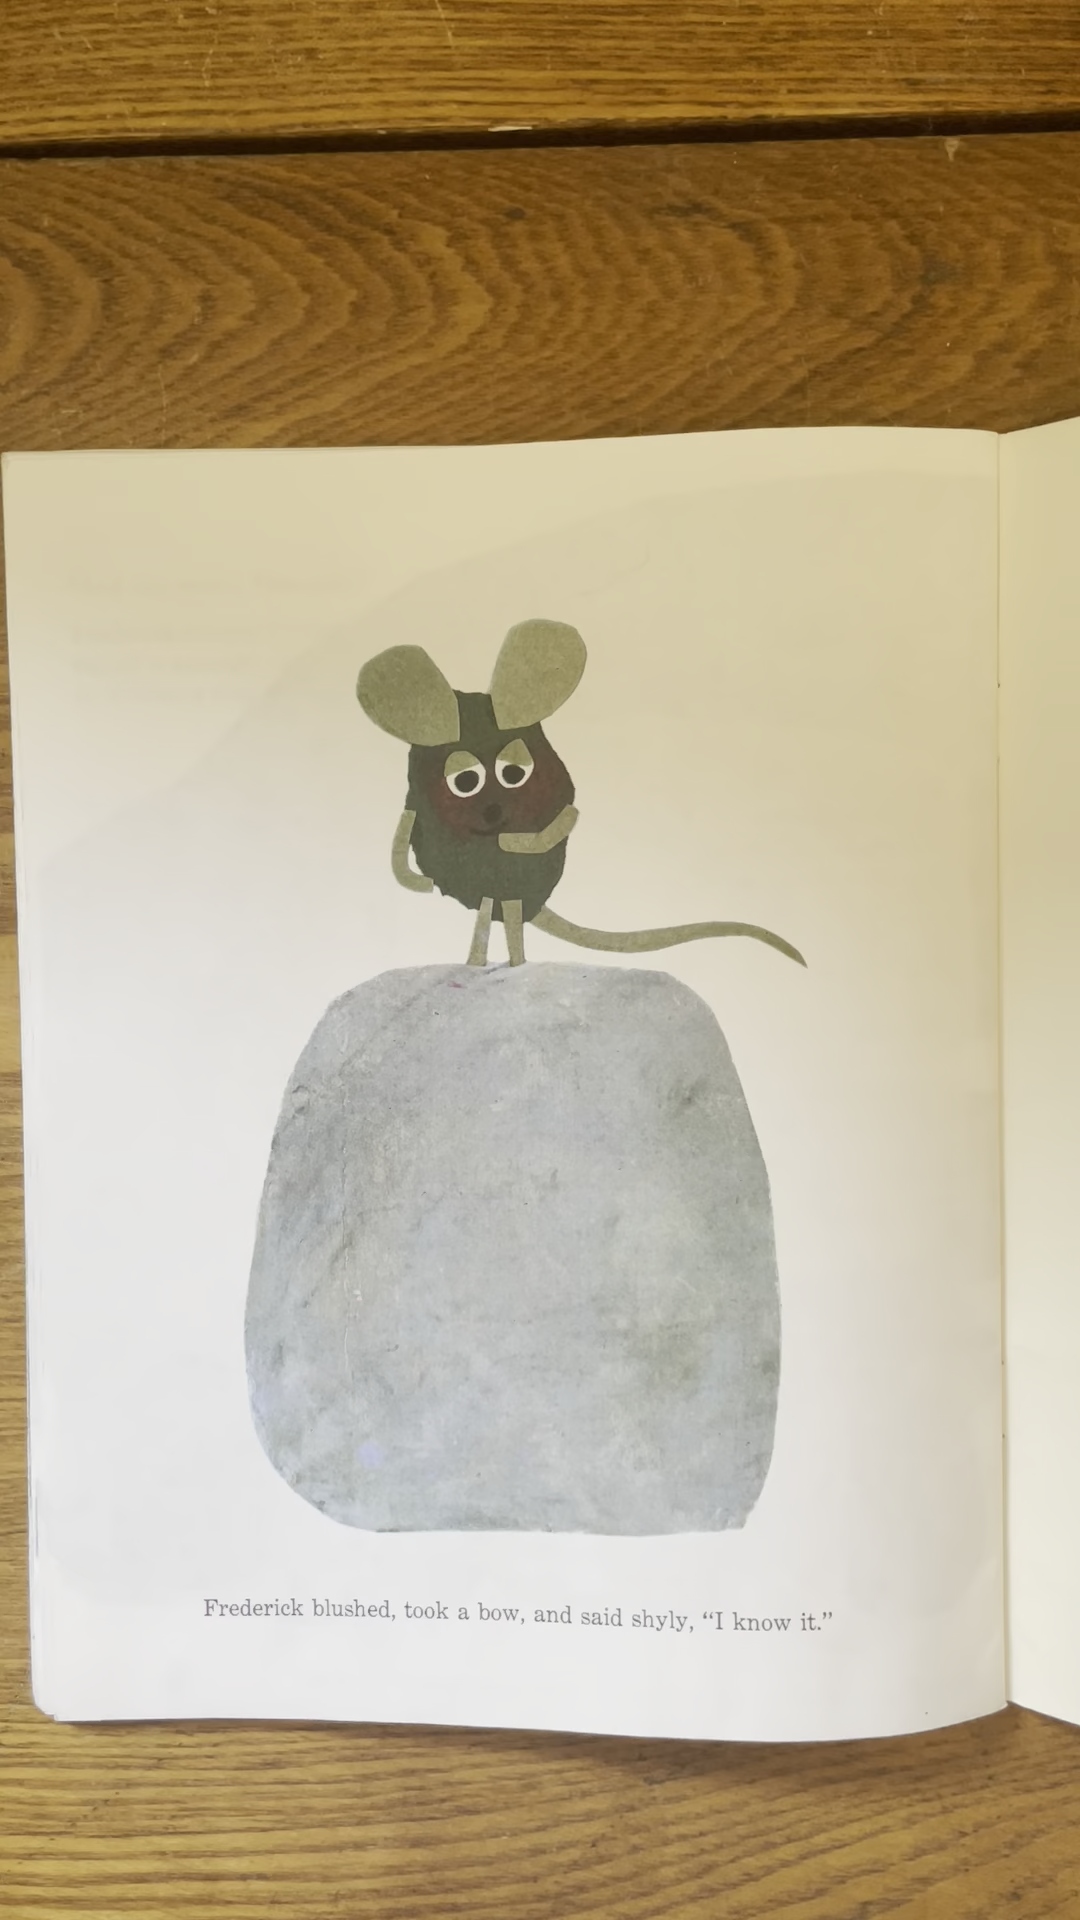 Frederick blushed, took a bow, and said shyly, “I know it.”